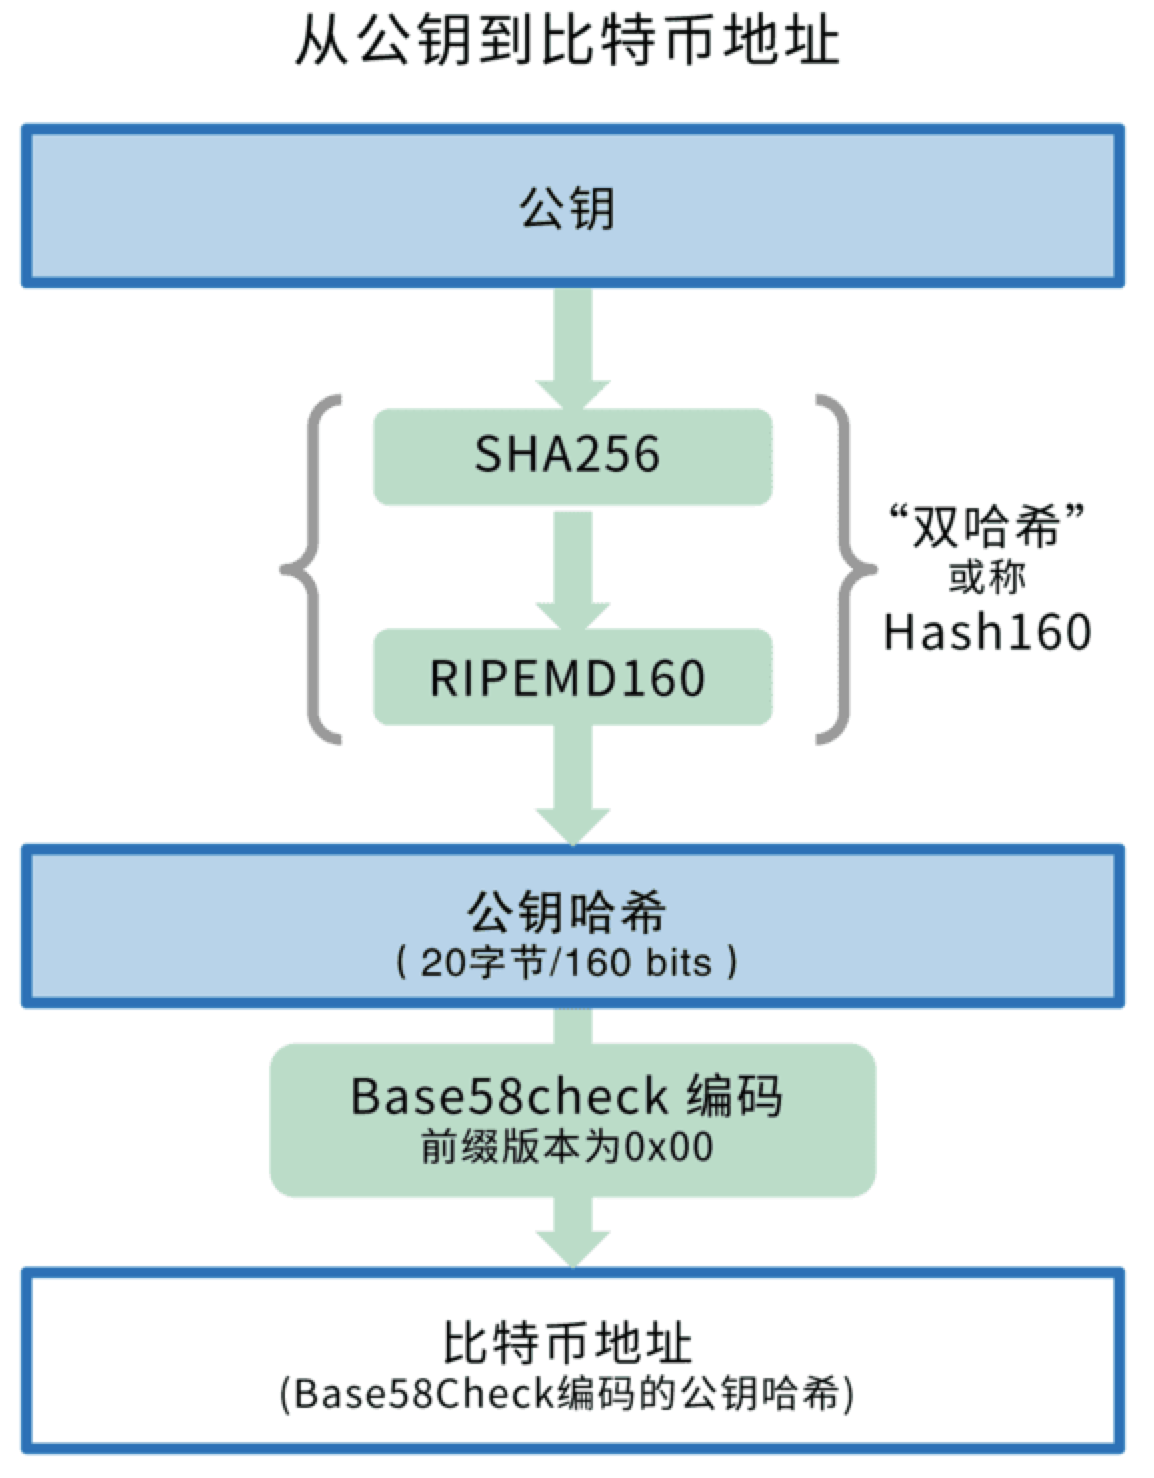 从公钥到比特币地址
公钥
SHA256
RIPEMD160
“双哈希”
或称
Hash160
公钥哈希
（20字节/160 bits）
Base58check 编码
前缀版本为0x00
比特币地址
(Base58Check编码的公钥哈希)